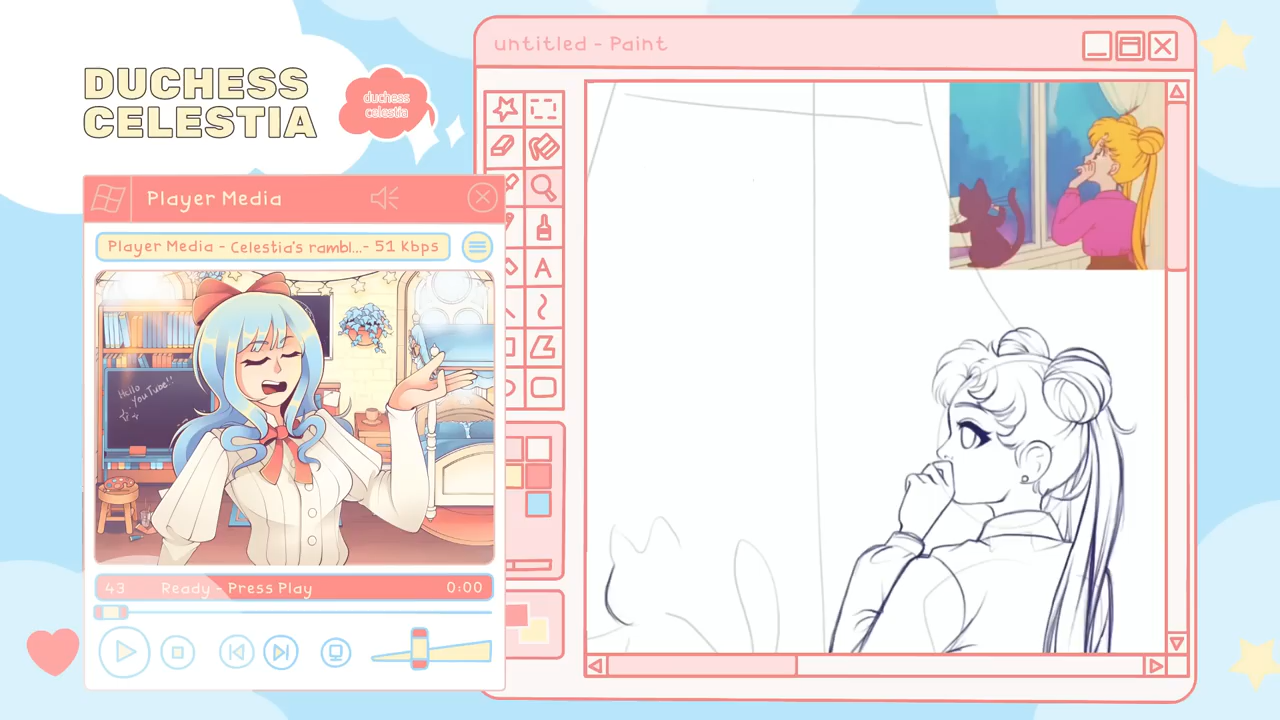 DUCHESS
CELESTIA
duchess
celestia
untitled - Paint
Player Media
Player Media - Celestia's rambl...- 51 Kbps
Hello
YouTube!!
A
43 Ready - Press Play 0:00